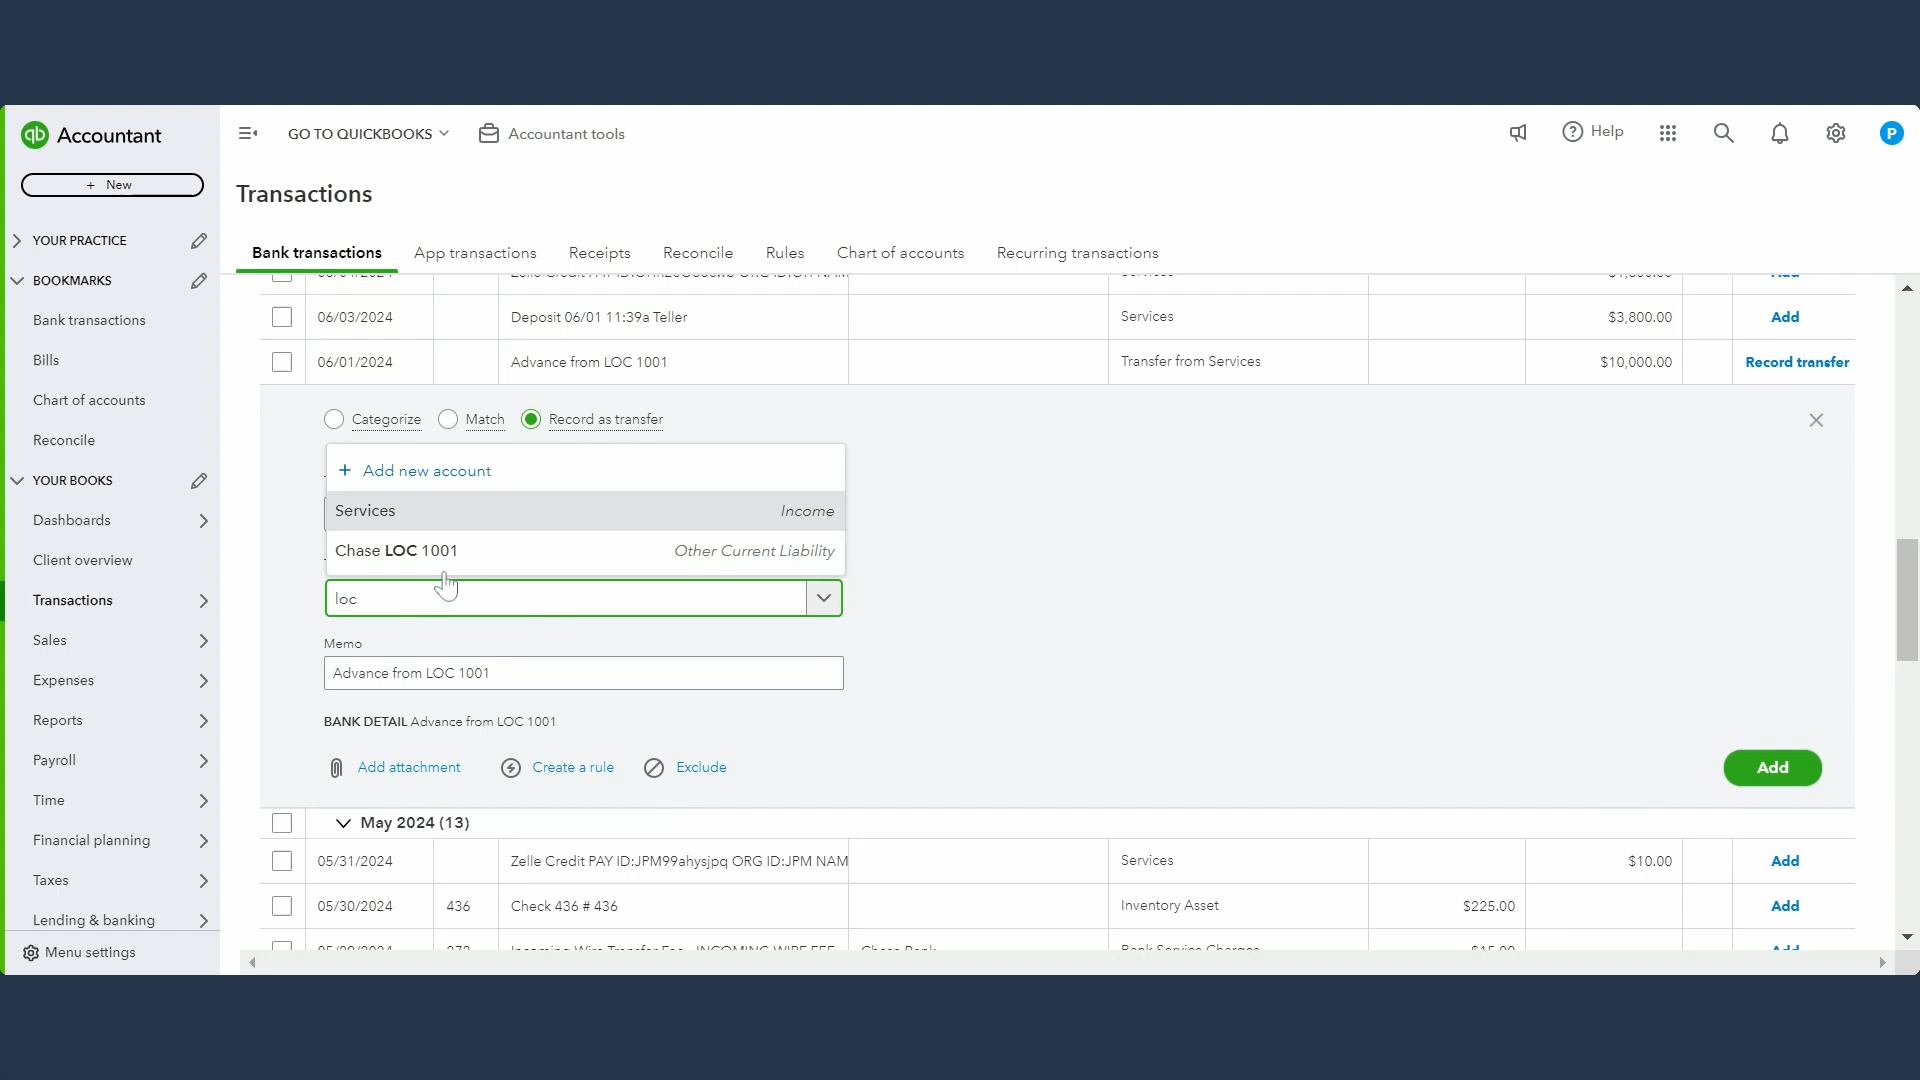 qb Accountant
GO TO QUICKBOOKS
Accountant tools
Help
P
+ New
Transactions
YOUR PRACTICE
BOOKMARKS
Bank transactions
Bills
Chart of accounts
Reconcile
YOUR BOOKS
Dashboards
Client overview
Transactions
Sales
Expenses
Reports
Payroll
Time
Financial planning
Taxes
Lending & banking
Menu settings
Bank transactions App transactions Receipts Reconcile Rules Chart of accounts Recurring transactions
06/03/2024 Deposit 06/01 11:39a Teller Services $3,800.00 Add
06/01/2024 Advance from LOC 1001 Transfer from Services $10,000.00 Record transfer
Categorize Match Record as transfer
+ Add new account
Services Income
Chase LOC 1001 Other Current Liability
loc
Memo
Advance from LOC 1001
BANK DETAIL Advance from LOC 1001
Add attachment Create a rule Exclude
Add
May 2024 (13)
05/31/2024 Zelle Credit PAY ID:JPM99ahysjpq ORG ID:JPM NAM Services $10.00 Add
05/30/2024 436 Check 436 # 436 Inventory Asset $225.00 Add